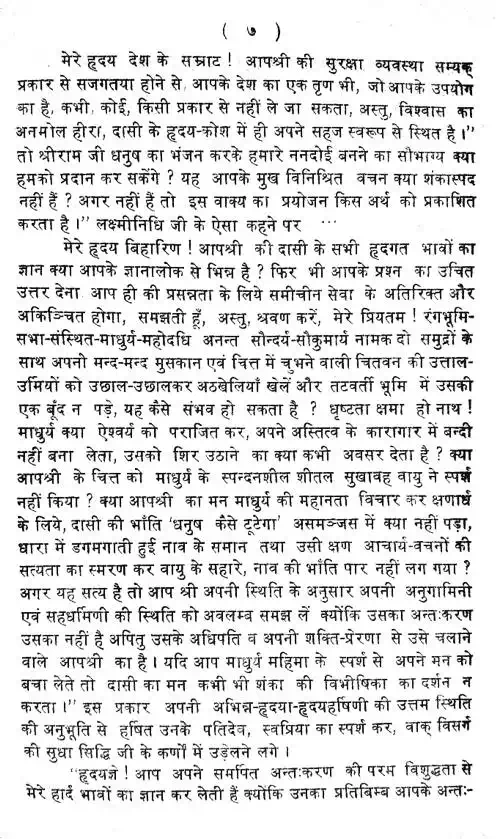 ( ७ )
मेरे हृदय देश के सम्राट ! आपश्री की सुरक्षा व्यवस्था सम्यक्
प्रकार से सजगतया होने से, आपके देश का एक तृण भी, जो आपके उपयोग
का है, कभी, कोई, किसी प्रकार से नहीं ले जा सकता, अस्तु, विश्वास का
अनमोल हीरा, दासी के हृदय-कोश में ही अपने सहज स्वरूप से स्थित है ।"
तो श्रीराम जी धनुष का भंजन करके हमारे ननदोई बनने का सौभाग्य क्या
हमको प्रदान कर सकेंगे ? यह आपके मुख विनिश्रित वचन क्या शंकास्पद
नहीं हैं ? अगर नहीं हैं तो इस वाक्य का प्रयोजन किस अर्थ को प्रकाशित
करता है ।" लक्ष्मीनिधि जी के ऐसा कहने पर ...
मेरे हृदय बिहारिण ! आपश्री की दासी के सभी हृदगत भावों का
ज्ञान क्या आपके ज्ञानालोक से भिन्न है ? फिर भी आपके प्रश्न का उचित
उत्तर देना आप ही की प्रसन्नता के लिये समीचीन सेवा के अतिरिक्त और
अकिञ्चित होगा, समझती हूँ, अस्तु, श्रवण करें, मेरे प्रियतम ! रंगभूमि-
सभा-संस्थित-माधुर्य-महोदधि अनन्त सौन्दर्य-सौकुमार्य नामक दो समुद्रों के
साथ अपनी मन्द-मन्द मुसकान एवं चित्त में चुभने वाली चितवन की उत्ताल-
उर्मियों को उछाल-उछालकर अठखेलियाँ खेलें और तटवर्ती भूमि में उसकी
एक बूँद न पड़े, यह कैसे संभव हो सकता है ? धृष्टता क्षमा हो नाथ !
माधुर्य क्या ऐश्वर्य को पराजित कर, अपने अस्तित्व के कारागार में बन्दी
नहीं बना लेता, उसको शिर उठाने का क्या कभी अवसर देता है ? क्या
आपश्री के चित्त को माधुर्य के स्पन्दनशील शीतल सुखावह वायु ने स्पर्श
नहीं किया ? क्या आपश्री का मन माधुर्य की महानता विचार कर क्षणार्ध
के लिये, दासी की भाँति 'धनुष कैसे टूटेगा' असमञ्जस में क्या नहीं पड़ा,
धारा में डगमगाती हुई नाव के समान तथा उसी क्षण आचार्य-वचनों की
सत्यता का स्मरण कर वायु के सहारे, नाव की भाँति पार नहीं लग गया ?
अगर यह सत्य है तो आप श्री अपनी स्थिति के अनुसार अपनी अनुगामिनी
एवं सहधर्मिणी की स्थिति को अवलम्ब समझ लें क्योंकि उसका अन्तःकरण
उसका नहीं है अपितु उसके अधिपति व अपनी शक्ति-प्रेरणा से उसे चलाने
वाले आपश्री का है । यदि आप माधुर्य महिमा के स्पर्श से अपने मन को
बचा लेते तो दासी का मन कभी भी शंका की विभीषिका का दर्शन न
करता ।" इस प्रकार अपनी अभिन्न-हृदया-हृदयहर्षिणी की उत्तम स्थिति
की अनुभूति से हर्षित उनके पतिदेव, स्वप्रिया का स्पर्श कर, वाक् विसर्ग
की सुधा सिद्धि जी के कर्णों में उड़ेलने लगे ।
"हृदयज्ञे ! आप अपने समर्पित अन्तःकरण की परम विशुद्धता से
मेरे हार्द भावों का ज्ञान कर लेती हैं क्योंकि उनका प्रतिबिम्ब आपके अन्तः-